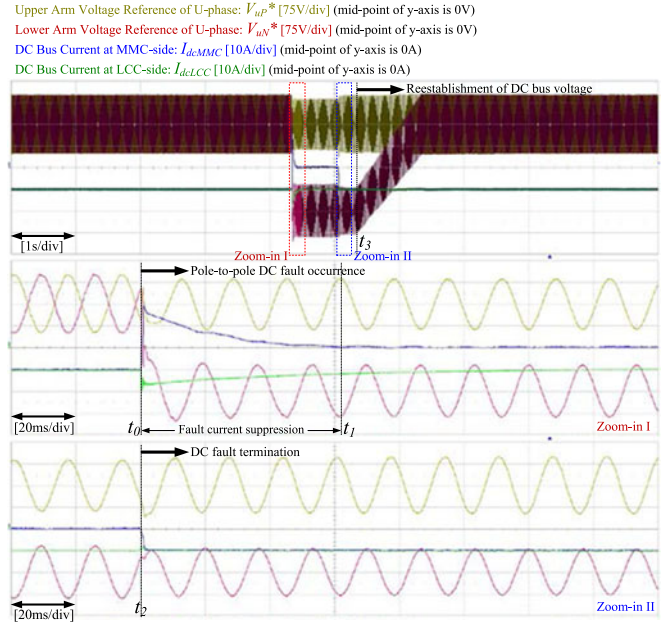 Upper Arm Voltage Reference of U-phase: VuP* [75V/div] (mid-point of y-axis is 0V)
Lower Arm Voltage Reference of U-phase: VuN* [75V/div] (mid-point of y-axis is 0V)
DC Bus Current at MMC-side: IdcMMC [10A/div] (mid-point of y-axis is 0A)
DC Bus Current at LCC-side: IdcLCC [10A/div] (mid-point of y-axis is 0A)
Reestablishment of DC bus voltage
[1s/div]
Zoom-in I
Zoom-in II
t3
Pole-to-pole DC fault occurrence
t0
Fault current suppression
t1
[20ms/div]
Zoom-in I
DC fault termination
t2
[20ms/div]
Zoom-in II